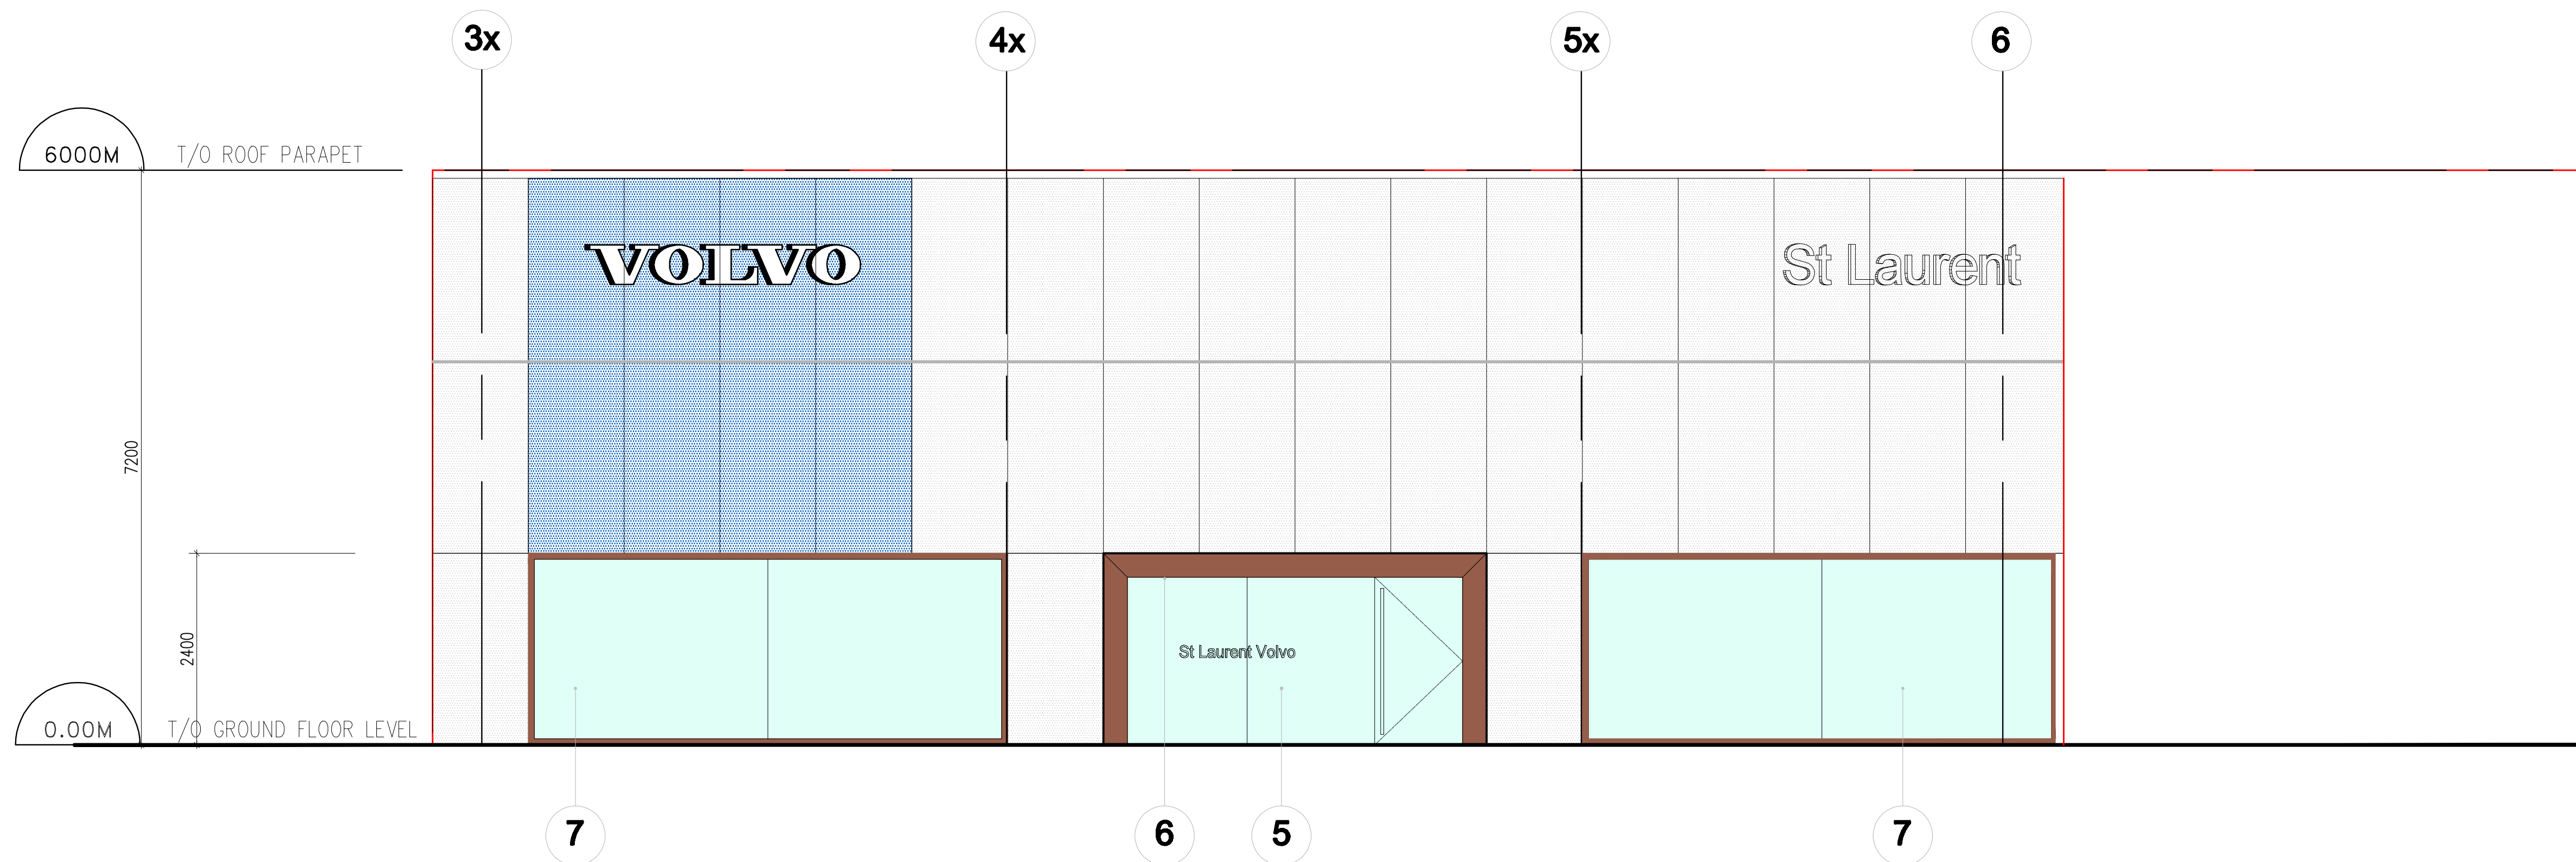 3x
4x
5x
6
6000M
T/O ROOF PARAPET
VOLVO
St Laurent
7200
2400
St Laurent Volvo
0.00M
T/O GROUND FLOOR LEVEL
7
6
5
7